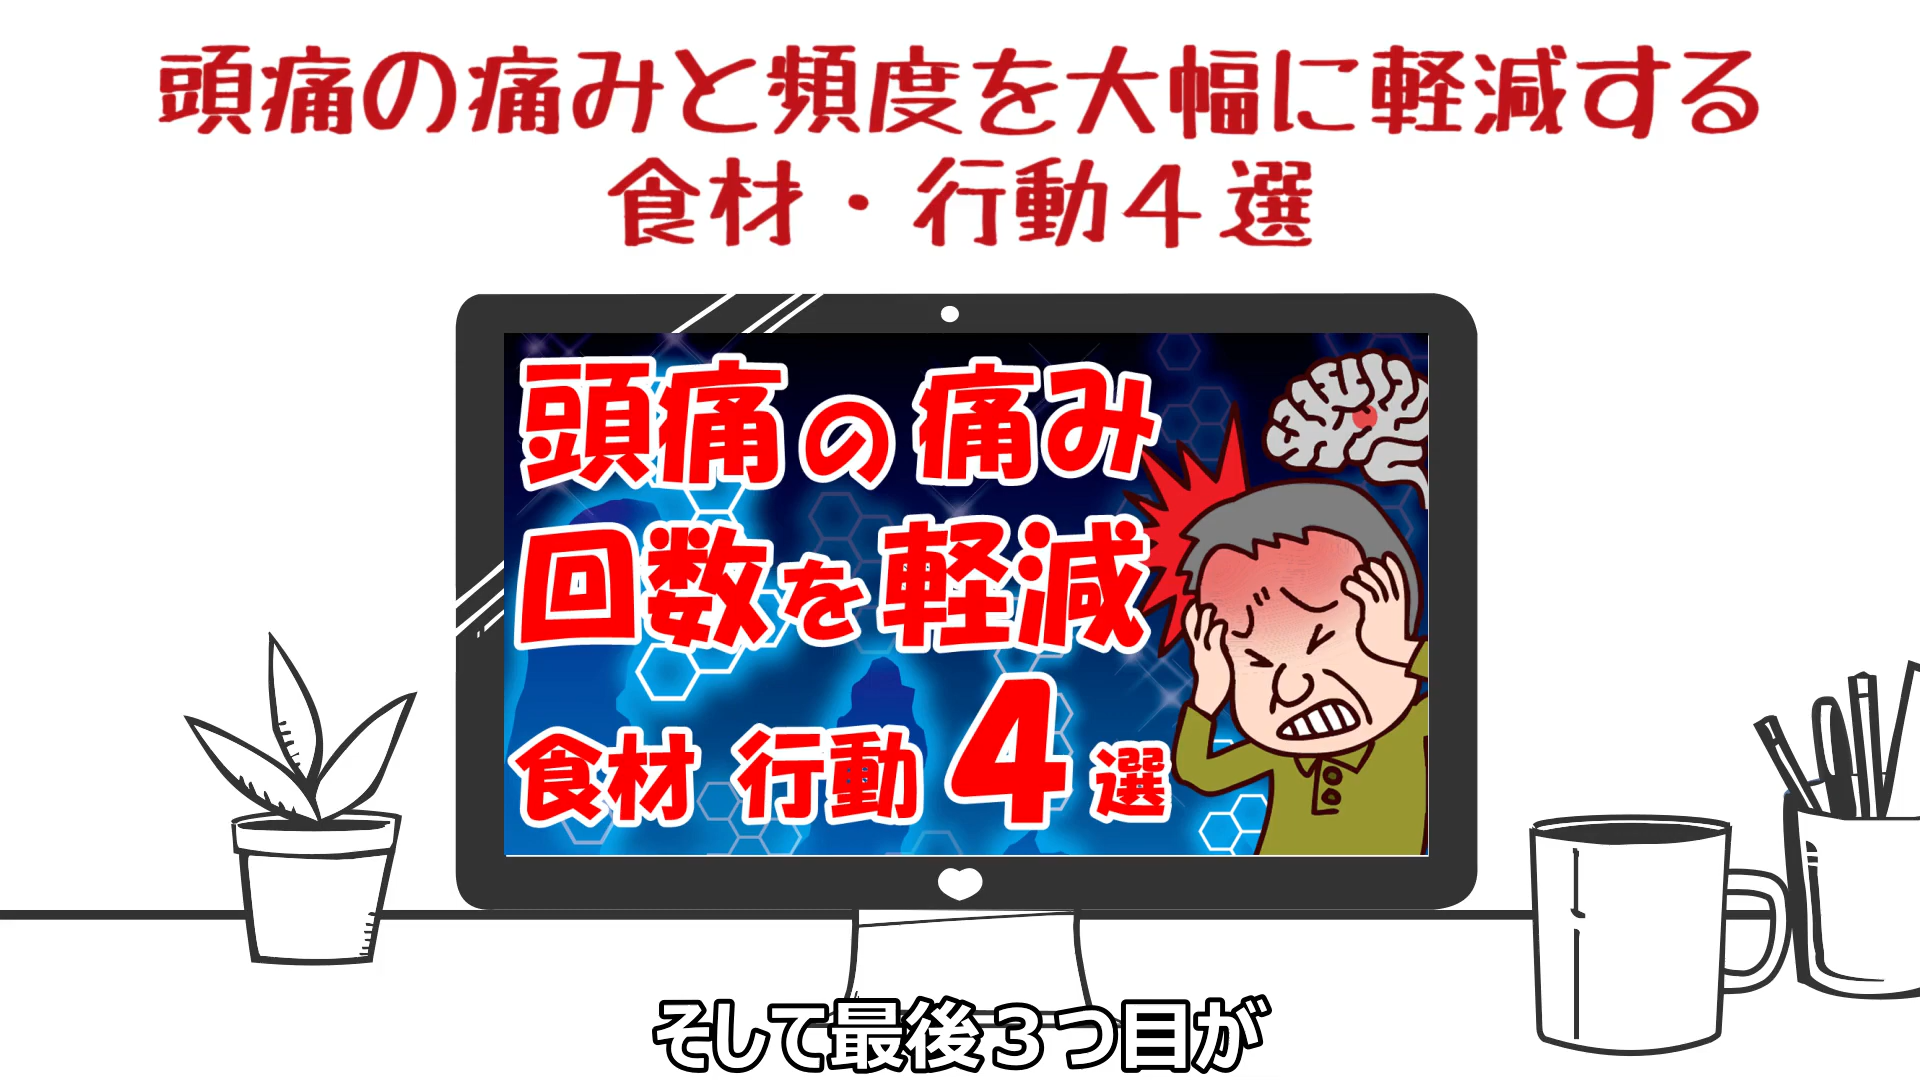 頭痛の痛みと頻度を大幅に軽減する
食材・行動４選
頭痛の痛み
回数を軽減
食材 行動 4選
そして最後３つ目が